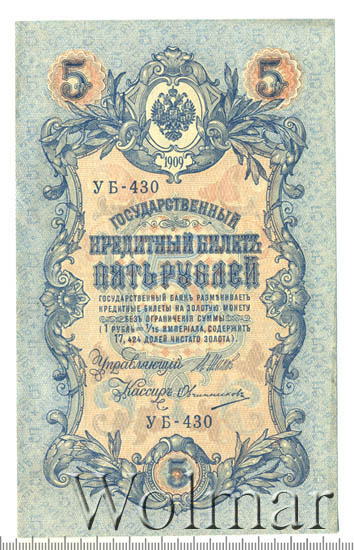 5 5
1909
УБ-430
ГОСУДАРСТВЕННЫЙ
КРЕДИТНЫЙ БИЛЕТЪ
ПЯТЬ РУБЛЕЙ
ГОСУДАРСТВЕННЫЙ БАНКЪ РАЗМѢНИВАЕТЪ
КРЕДИТНЫЕ БИЛЕТЫ НА ЗОЛОТУЮ МОНЕТУ
БЕЗЪ ОГРАНИЧЕНІЯ СУММЫ
(1 РУБЛЬ = 1/15 ИМПЕРІАЛА, СОДЕРЖИТЪ
17,424 ДОЛЕЙ ЧИСТАГО ЗОЛОТА).
Управляющій
Кассиръ
УБ-430
5
Wolmar